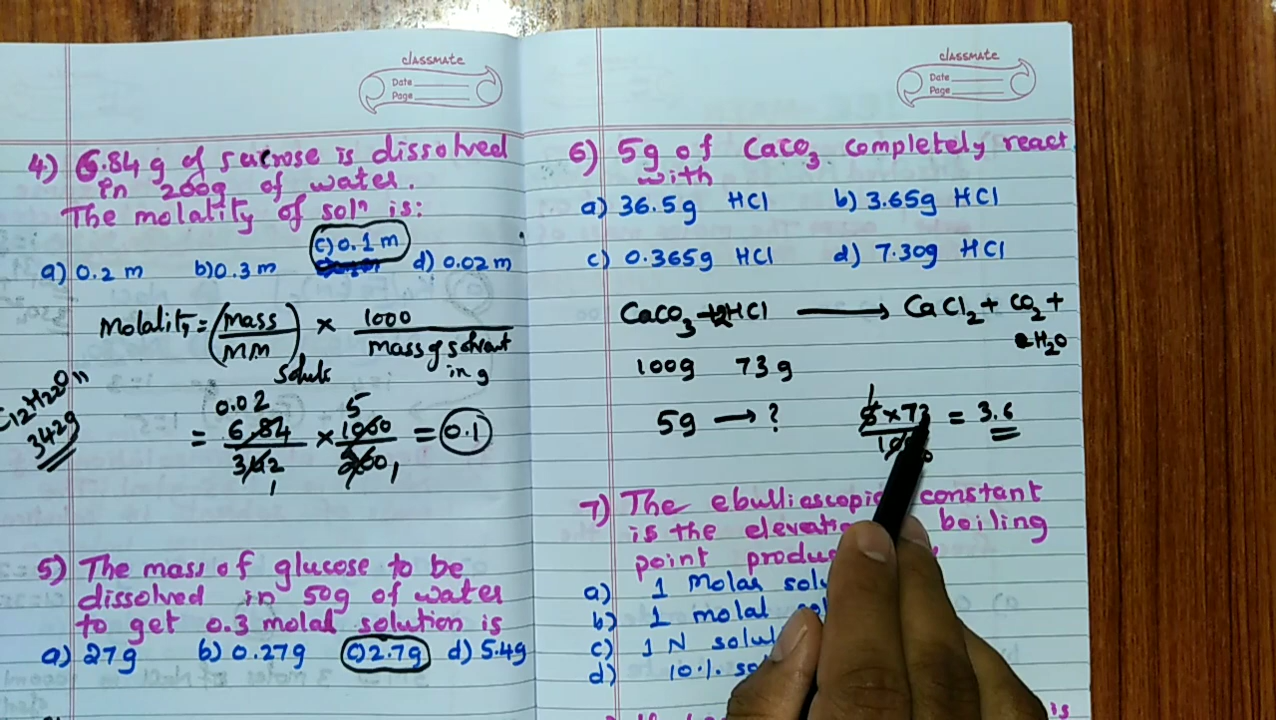 classmate
Date
Page
4) 6.84 g of sucrose is dissolved
in 200g of water.
The molality of solⁿ is:
c) 0.1 m
a) 0.2 m b) 0.3 m d) 0.02 m
Molality = (mass / MM) solute × 1000 / mass of solvent in g
C12H22O11
342g
0.02 5
= 6.84 / 342 × 1000 / 200 = 0.1
1 1
5) The mass of glucose to be
dissolved in 50g of water
to get 0.3 molal solution is
a) 27g b) 0.27g c) 2.7g d) 5.4g
classmate
Date
Page
6) 5g of CaCO3 completely react
with
a) 36.5g HCl b) 3.65g HCl
c) 0.365g HCl d) 7.30g HCl
CaCO3 + 2HCl ⟶ CaCl2 + CO2 +
H2O
100g 73g
5g ⟶ ? 5 × 73 = 3.6
1
7) The ebullioscopic constant
is the boiling
point
a) 1 Molar
b) 1 molal
c) 1 N
d) 10%
is